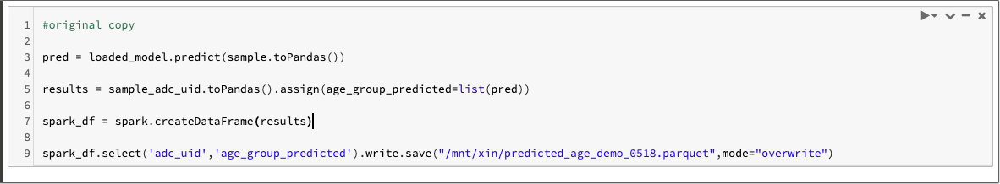 1 #original copy
2
3 pred = loaded_model.predict(sample.toPandas())
4
5 results = sample_adc_uid.toPandas().assign(age_group_predicted=list(pred))
6
7 spark_df = spark.createDataFrame(results)
8
9 spark_df.select('adc_uid','age_group_predicted').write.save("/mnt/xin/predicted_age_demo_0518.parquet",mode="overwrite")